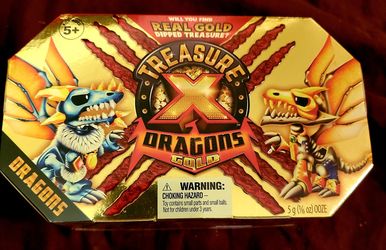 WILL YOU FIND
REAL GOLD
DIPPED TREASURE?
5+
TREASURE
X
DRAGONS
GOLD
DRAGONS
WARNING:
CHOKING HAZARD—
Toy contains small parts and small balls.
Not for children under 3 years.
5 g (⅙ oz) OOZE